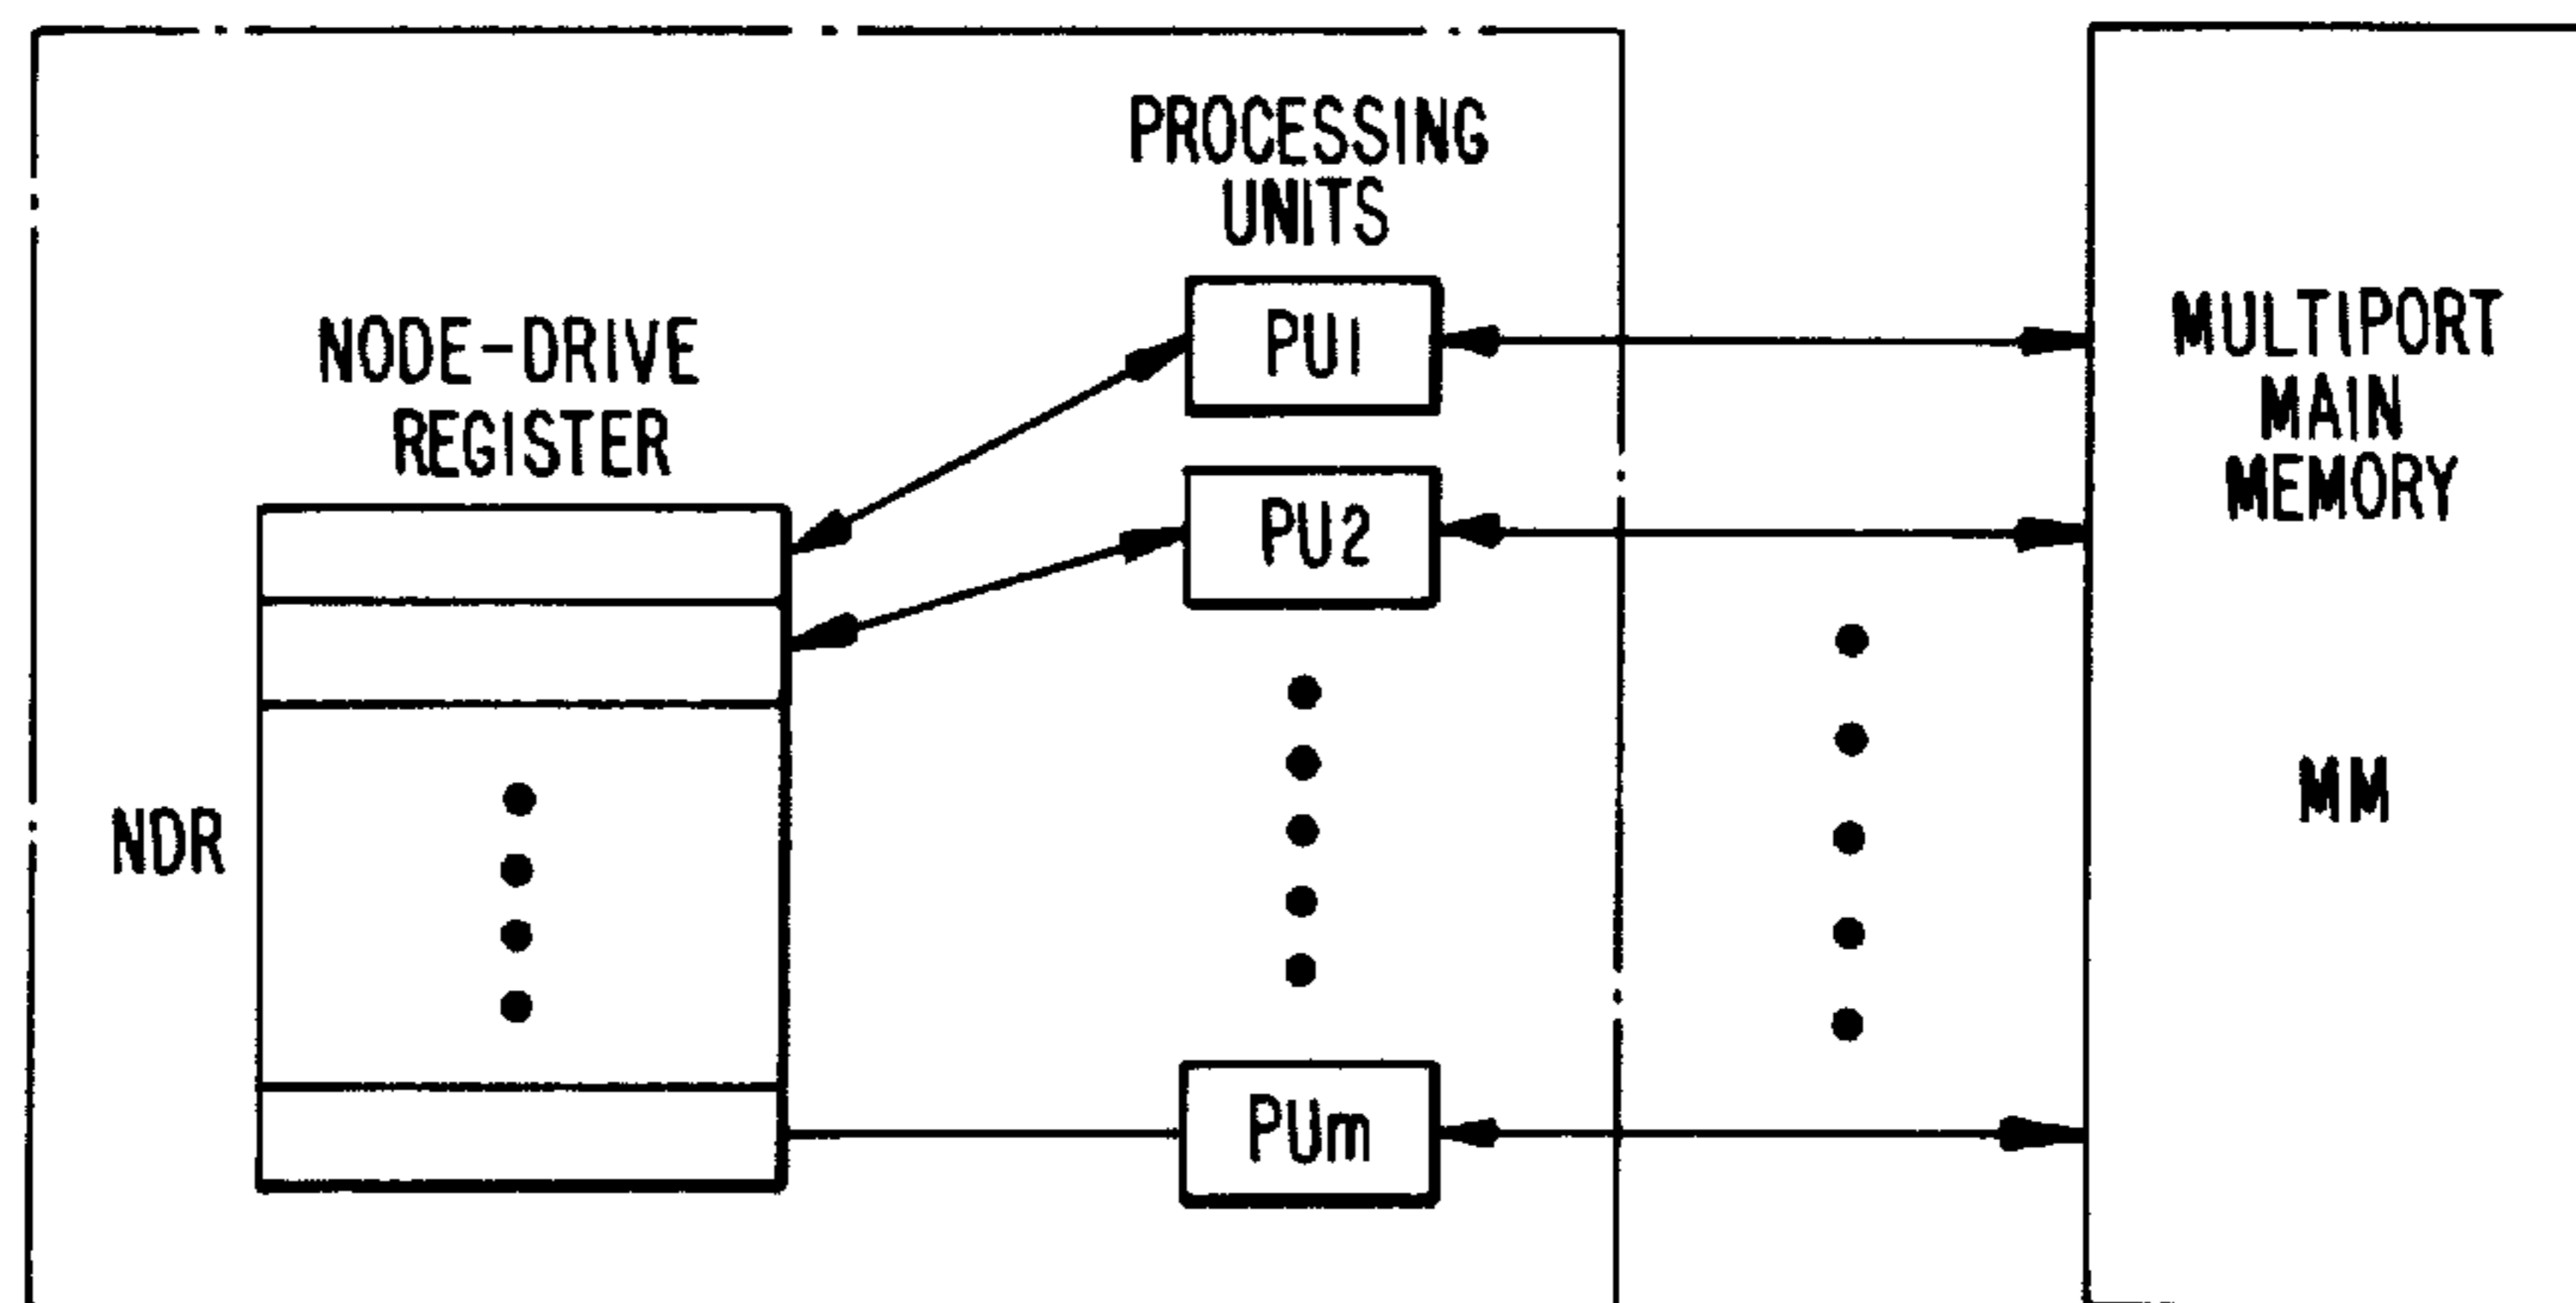 PROCESSING
UNITS
NODE-DRIVE
REGISTER
NDR
PU1
PU2
PUm
MULTIPORT
MAIN
MEMORY
MM